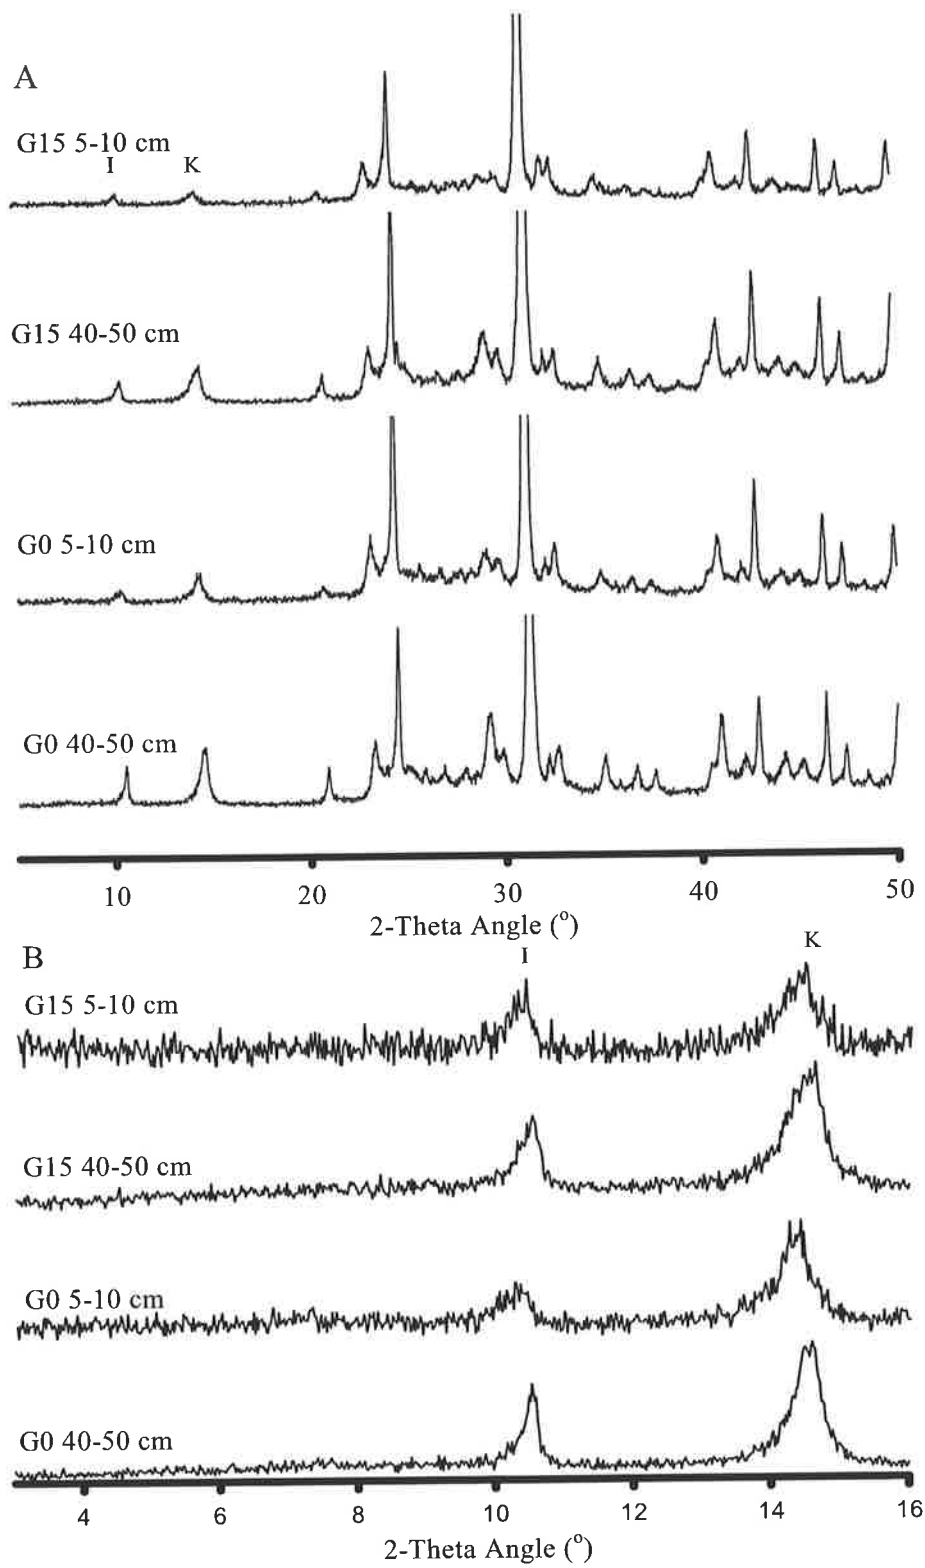 A
G15 5-10 cm
I K
G15 40-50 cm
G0 5-10 cm
G0 40-50 cm
10 20 30 40 50
2-Theta Angle (o)
B
I K
G15 5-10 cm
G15 40-50 cm
G0 5-10 cm
G0 40-50 cm
4 6 8 10 12 14 16
2-Theta Angle (o)